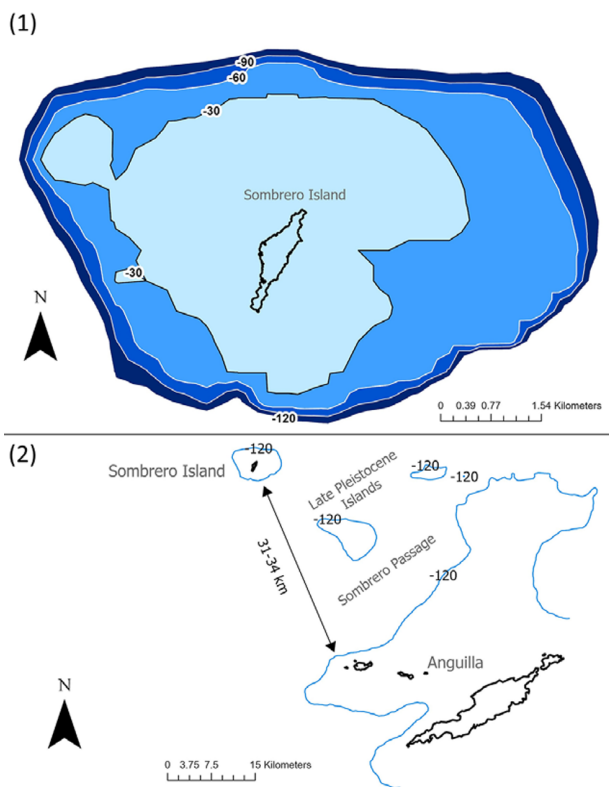 (1)
-90
-60
-30
Sombrero Island
-30
N
-120
0 0.39 0.77 1.54 Kilometers
(2)
-120
Sombrero Island
Late Pleistocene
Islands
-120
-120
-120
31-34 km
Sombrero Passage
-120
Anguilla
N
0 3.75 7.5 15 Kilometers